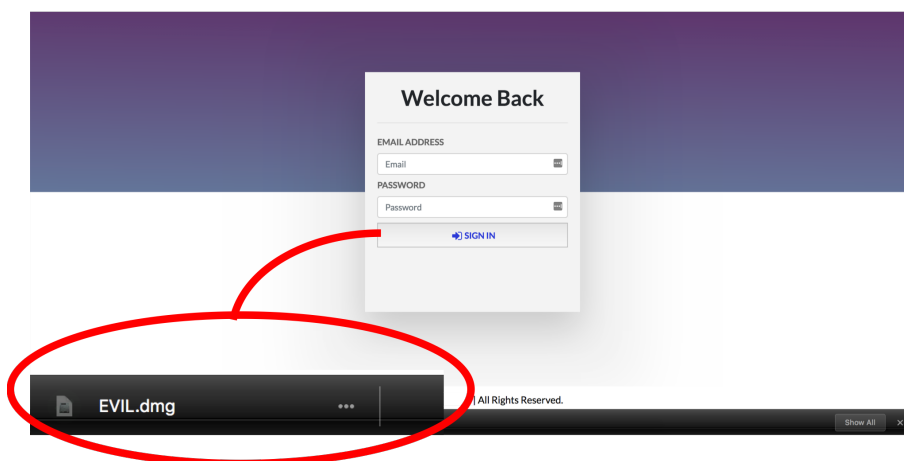 Welcome Back
EMAIL ADDRESS
Email
PASSWORD
Password
SIGN IN
| All Rights Reserved.
EVIL.dmg
Show All